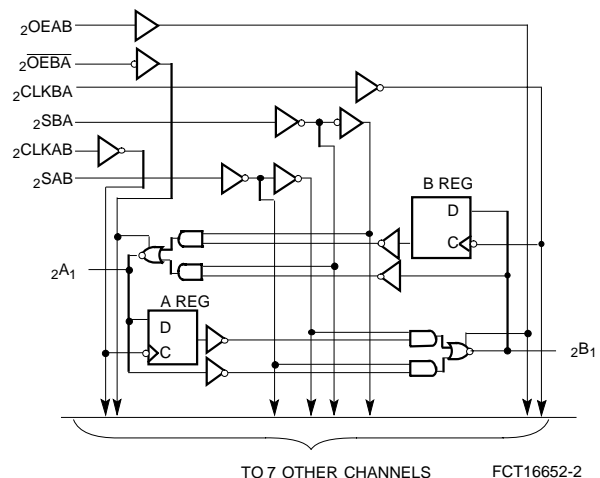 2OEAB
2OEBA
2CLKBA
2SBA
2CLKAB
2SAB
B REG
D
C
2A1
A REG
D
C
2B1
TO 7 OTHER CHANNELS
FCT16652-2